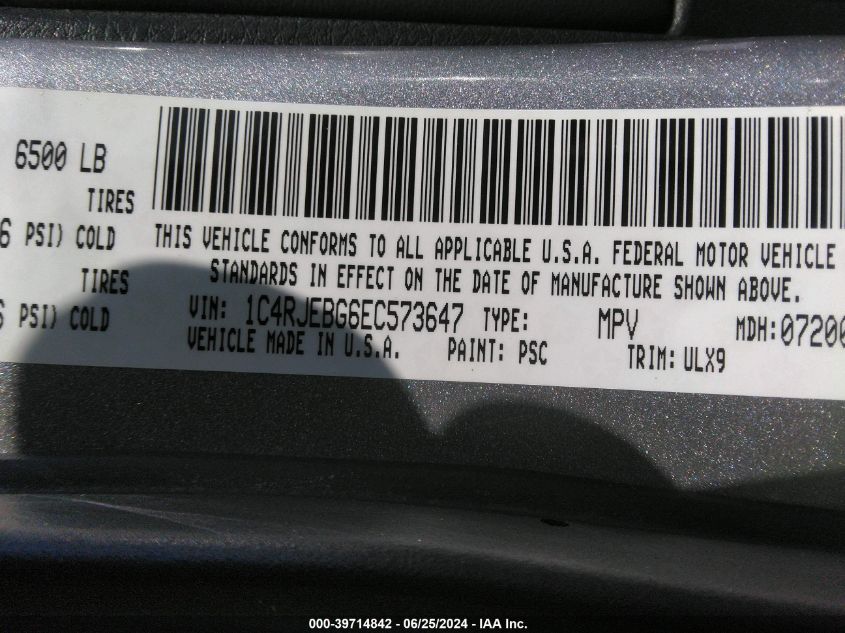 6500 LB
TIRES
6 PSI) COLD
TIRES
PSI) COLD
THIS VEHICLE CONFORMS TO ALL APPLICABLE U.S.A. FEDERAL MOTOR VEHICLE
STANDARDS IN EFFECT ON THE DATE OF MANUFACTURE SHOWN ABOVE.
VIN: 1C4RJEBG6EC573647 TYPE: MPV MDH: 07200
VEHICLE MADE IN U.S.A. PAINT: PSC TRIM: ULX9
000-39714842 - 06/25/2024 - IAA Inc.